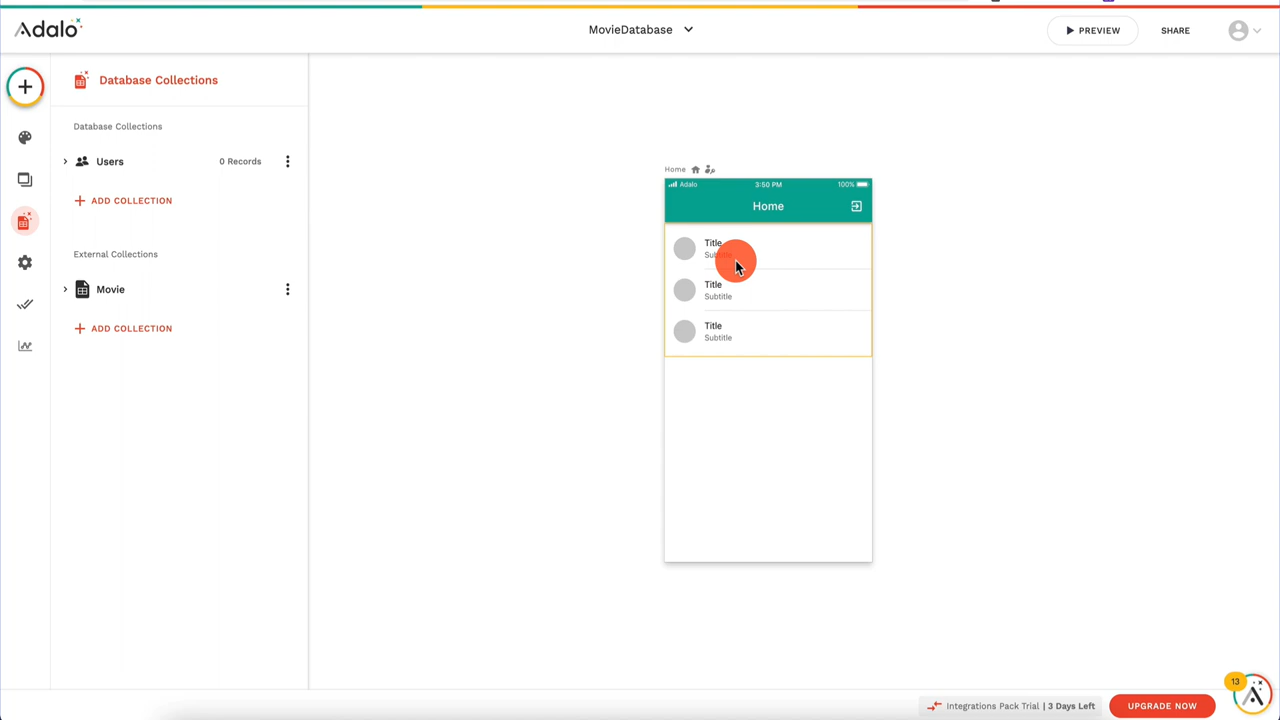 Adalo
MovieDatabase
PREVIEW
SHARE
Database Collections
Database Collections
Users
0 Records
ADD COLLECTION
External Collections
Movie
ADD COLLECTION
Home
Adalo
3:50 PM
100%
Home
Title
Subtitle
Title
Subtitle
Title
Subtitle
13
Integrations Pack Trial | 3 Days Left
UPGRADE NOW